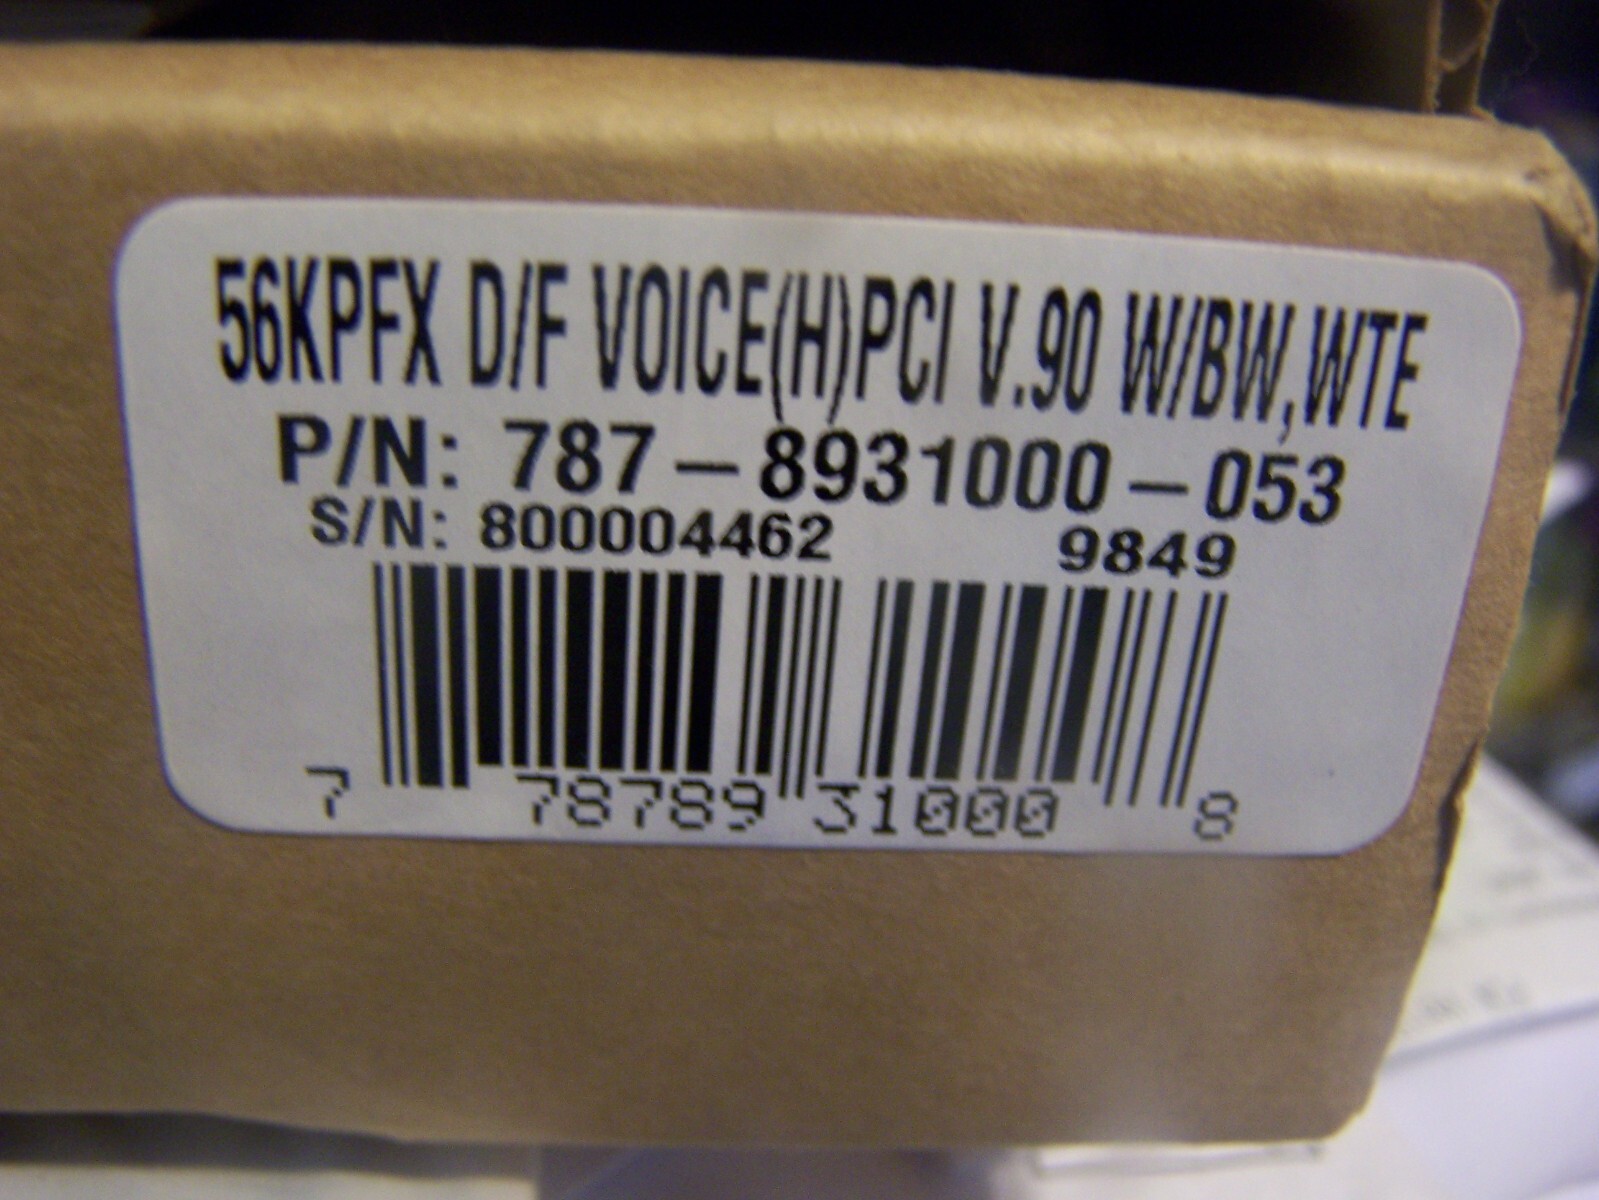 56KPFX D/F VOICE(H)PCI V.90 W/BW,WTE
P/N: 787-8931000-053
S/N: 800004462 9849
7 78789 31000 8